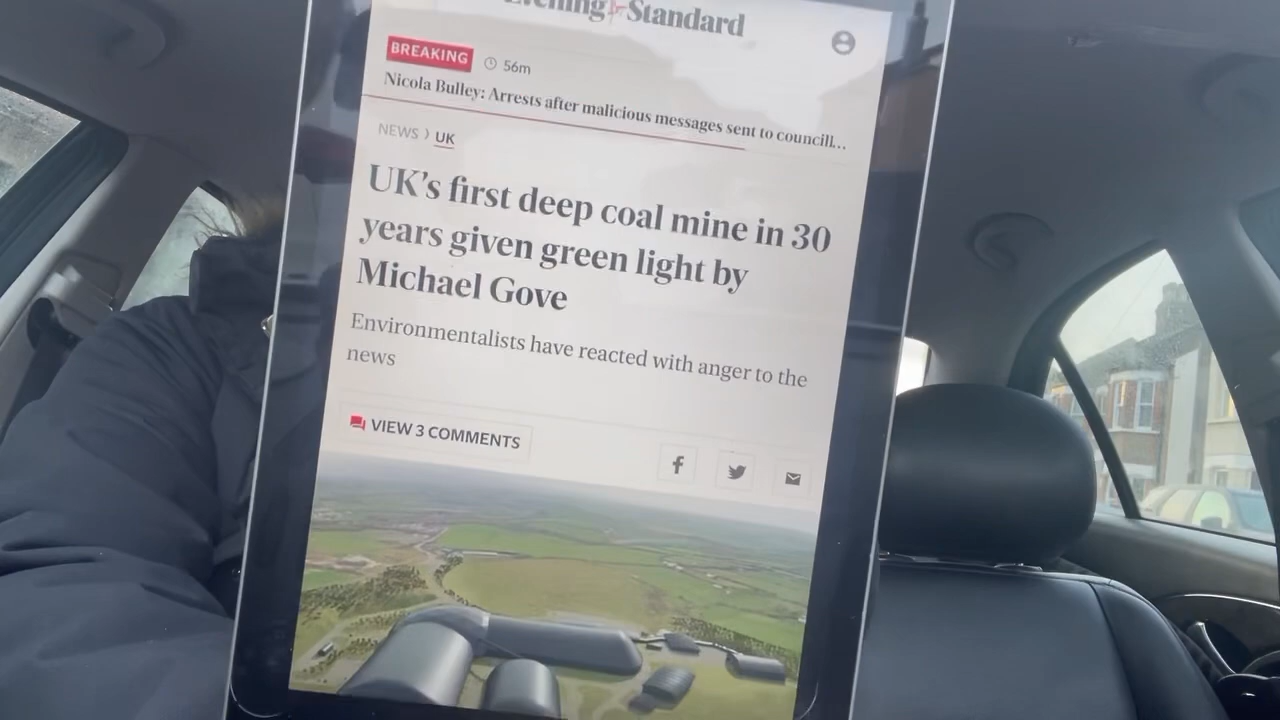 Evening Standard
BREAKING 56m
Nicola Bulley: Arrests after malicious messages sent to councill...
NEWS › UK
UK's first deep coal mine in 30
years given green light by
Michael Gove
Environmentalists have reacted with anger to the
news
VIEW 3 COMMENTS